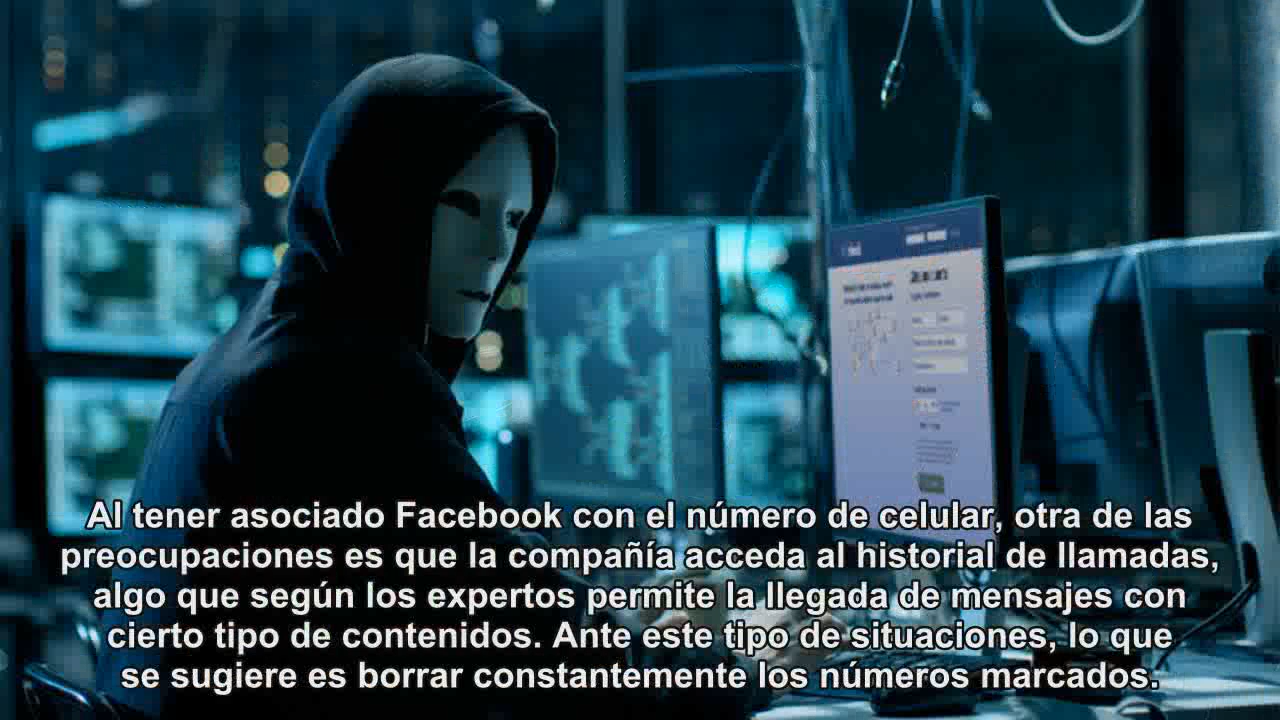 Al tener asociado Facebook con el número de celular, otra de las
preocupaciones es que la compañía acceda al historial de llamadas,
algo que según los expertos permite la llegada de mensajes con
cierto tipo de contenidos. Ante este tipo de situaciones, lo que
se sugiere es borrar constantemente los números marcados.